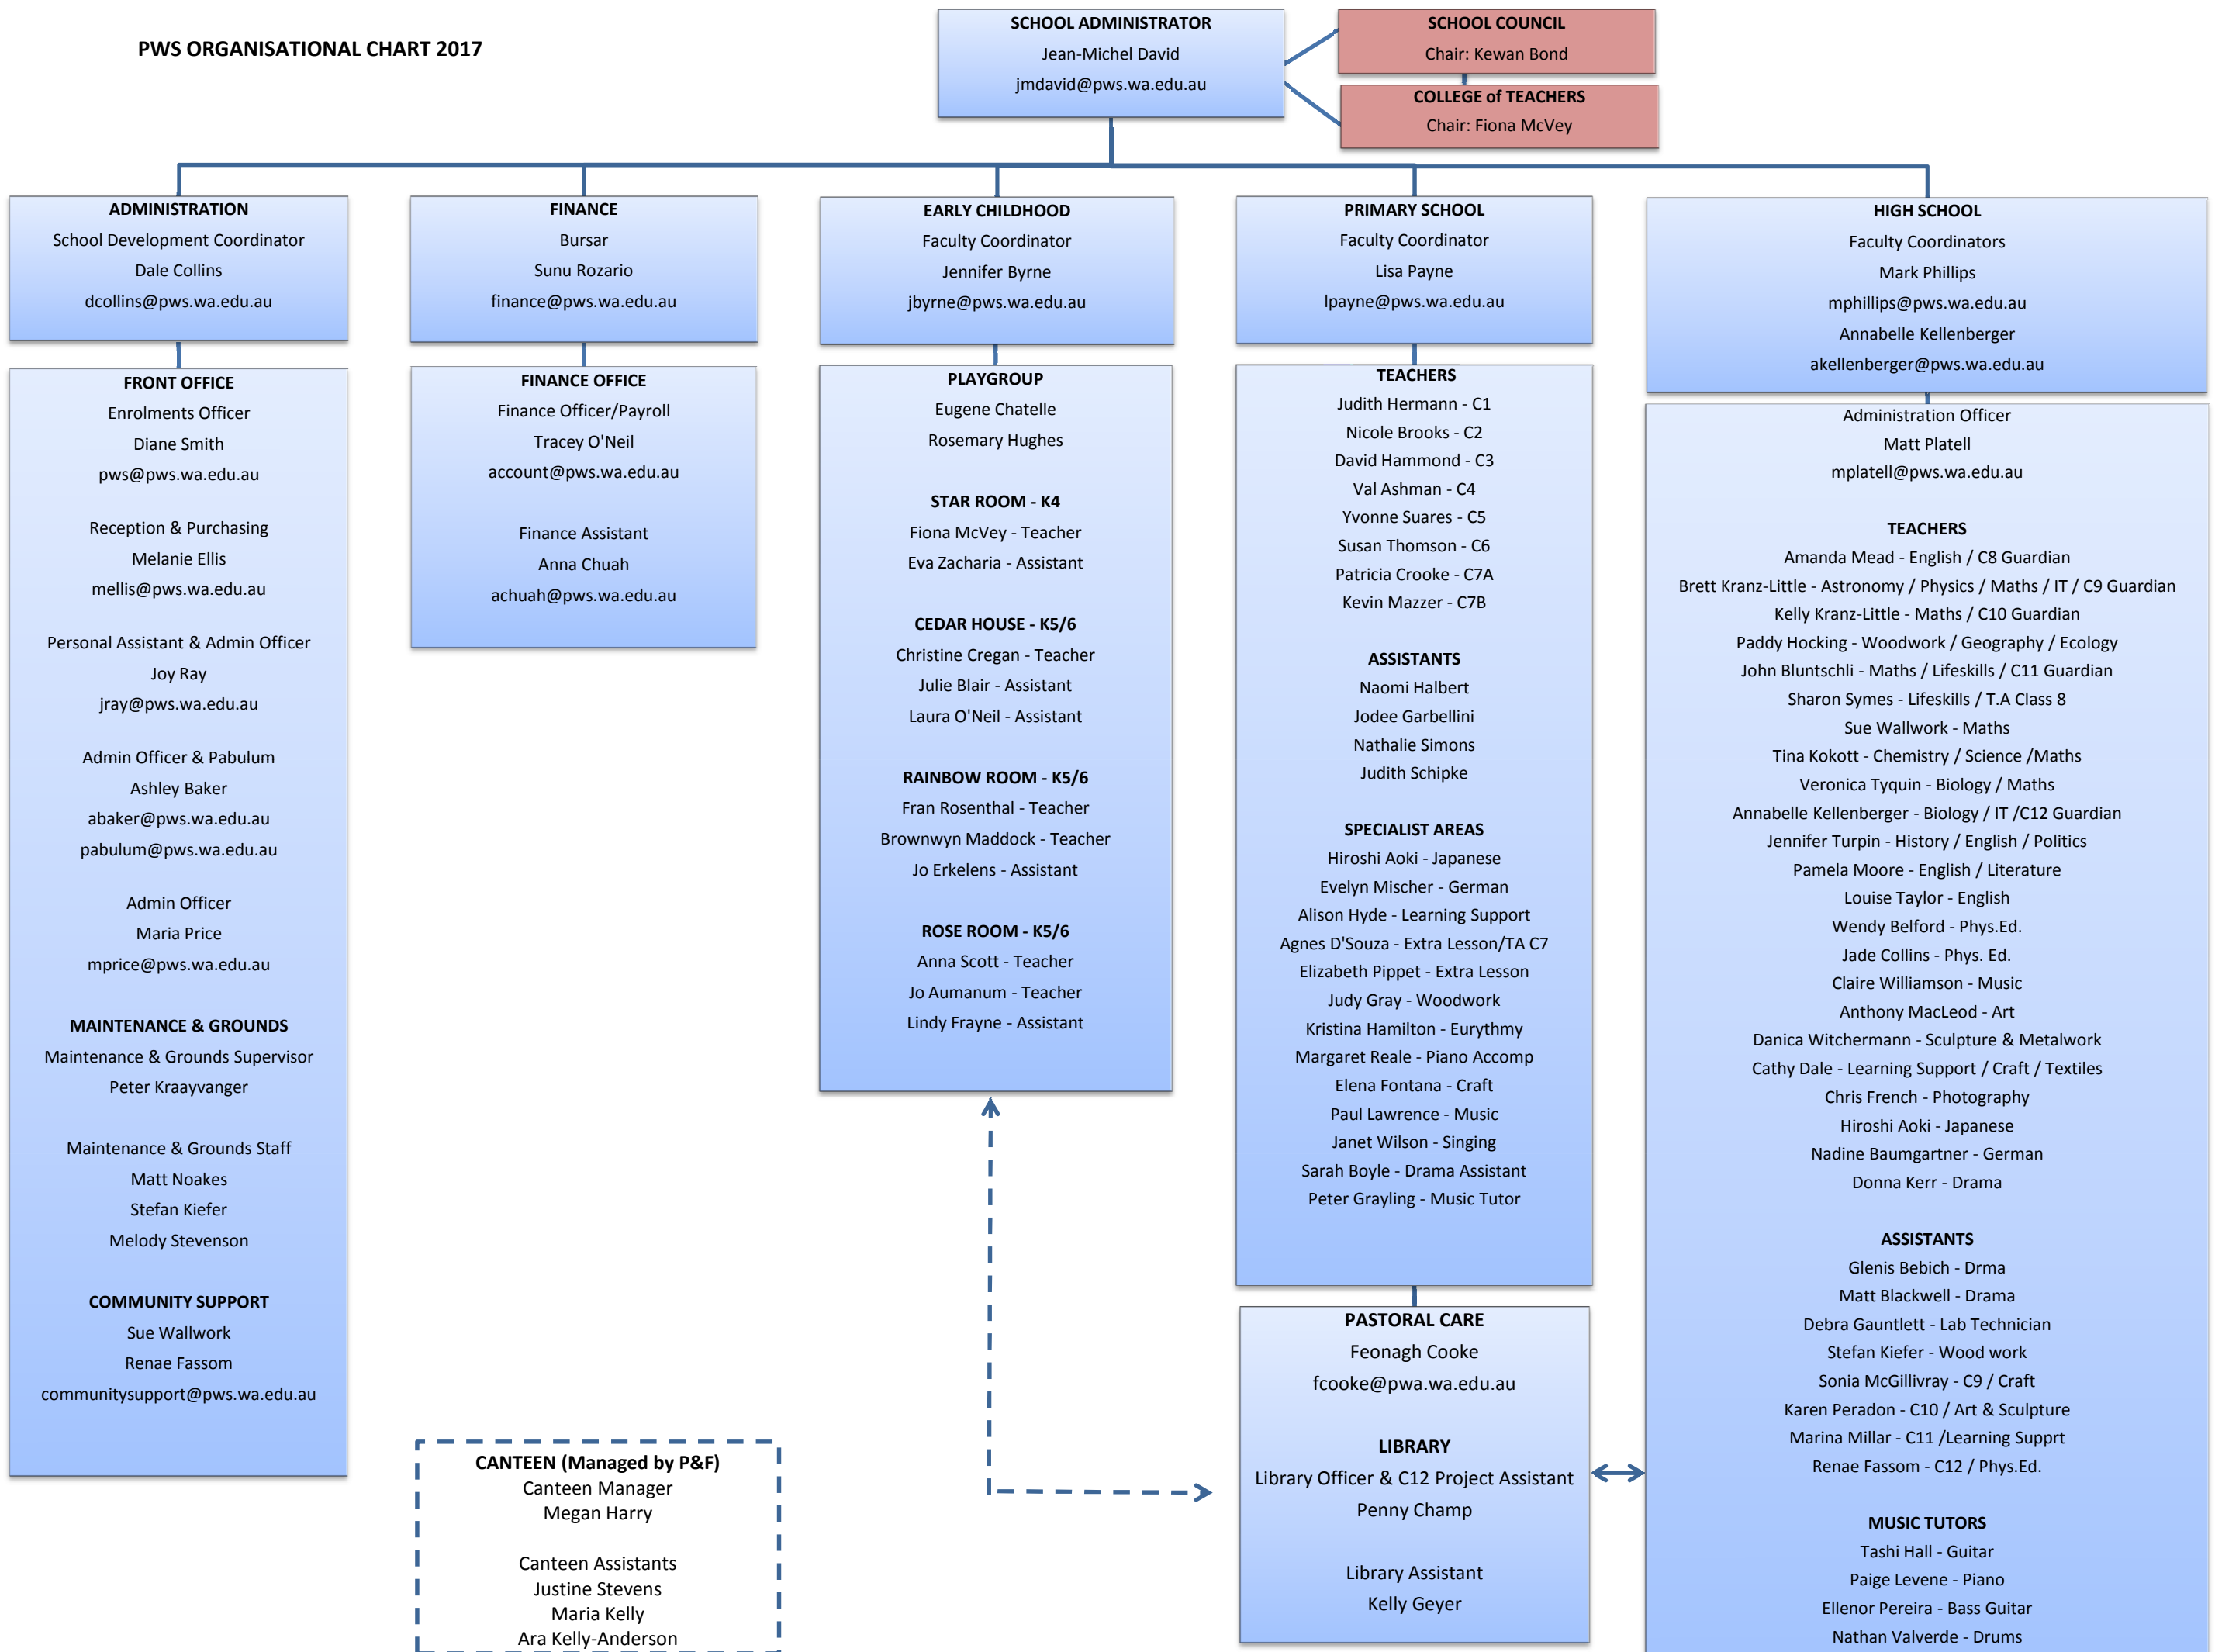 PWS ORGANISATIONAL CHART 2017
SCHOOL ADMINISTRATOR
Jean-Michel David
jmdavid@pws.wa.edu.au
SCHOOL COUNCIL
Chair: Kewan Bond
COLLEGE of TEACHERS
Chair: Fiona McVey
ADMINISTRATION
School Development Coordinator
Dale Collins
dcollins@pws.wa.edu.au
FRONT OFFICE
Enrolments Officer
Diane Smith
pws@pws.wa.edu.au
Reception & Purchasing
Melanie Ellis
mellis@pws.wa.edu.au
Personal Assistant & Admin Officer
Joy Ray
jray@pws.wa.edu.au
Admin Officer & Pabulum
Ashley Baker
abaker@pws.wa.edu.au
pabulum@pws.wa.edu.au
Admin Officer
Maria Price
mprice@pws.wa.edu.au
MAINTENANCE & GROUNDS
Maintenance & Grounds Supervisor
Peter Kraayvanger
Maintenance & Grounds Staff
Matt Noakes
Stefan Kiefer
Melody Stevenson
COMMUNITY SUPPORT
Sue Wallwork
Renae Fassom
communitysupport@pws.wa.edu.au
FINANCE
Bursar
Sunu Rozario
finance@pws.wa.edu.au
FINANCE OFFICE
Finance Officer/Payroll
Tracey O'Neil
account@pws.wa.edu.au
Finance Assistant
Anna Chuah
achuah@pws.wa.edu.au
CANTEEN (Managed by P&F)
Canteen Manager
Megan Harry
Canteen Assistants
Justine Stevens
Maria Kelly
Ara Kelly-Anderson
EARLY CHILDHOOD
Faculty Coordinator
Jennifer Byrne
jbyrne@pws.wa.edu.au
PLAYGROUP
Eugene Chatelle
Rosemary Hughes
STAR ROOM - K4
Fiona McVey - Teacher
Eva Zacharia - Assistant
CEDAR HOUSE - K5/6
Christine Cregan - Teacher
Julie Blair - Assistant
Laura O'Neil - Assistant
RAINBOW ROOM - K5/6
Fran Rosenthal - Teacher
Brownwyn Maddock - Teacher
Jo Erkelens - Assistant
ROSE ROOM - K5/6
Anna Scott - Teacher
Jo Aumanum - Teacher
Lindy Frayne - Assistant
PRIMARY SCHOOL
Faculty Coordinator
Lisa Payne
lpayne@pws.wa.edu.au
TEACHERS
Judith Hermann - C1
Nicole Brooks - C2
David Hammond - C3
Val Ashman - C4
Yvonne Suares - C5
Susan Thomson - C6
Patricia Crooke - C7A
Kevin Mazzer - C7B
ASSISTANTS
Naomi Halbert
Jodee Garbellini
Nathalie Simons
Judith Schipke
SPECIALIST AREAS
Hiroshi Aoki - Japanese
Evelyn Mischer - German
Alison Hyde - Learning Support
Agnes D'Souza - Extra Lesson/TA C7
Elizabeth Pippet - Extra Lesson
Judy Gray - Woodwork
Kristina Hamilton - Eurythmy
Margaret Reale - Piano Accomp
Elena Fontana - Craft
Paul Lawrence - Music
Janet Wilson - Singing
Sarah Boyle - Drama Assistant
Peter Grayling - Music Tutor
PASTORAL CARE
Feonagh Cooke
fcooke@pwa.wa.edu.au
LIBRARY
Library Officer & C12 Project Assistant
Penny Champ
Library Assistant
Kelly Geyer
HIGH SCHOOL
Faculty Coordinators
Mark Phillips
mphillips@pws.wa.edu.au
Annabelle Kellenberger
akellenberger@pws.wa.edu.au
Administration Officer
Matt Platell
mplatell@pws.wa.edu.au
TEACHERS
Amanda Mead - English / C8 Guardian
Brett Kranz-Little - Astronomy / Physics / Maths / IT / C9 Guardian
Kelly Kranz-Little - Maths / C10 Guardian
Paddy Hocking - Woodwork / Geography / Ecology
John Bluntschli - Maths / Lifeskills / C11 Guardian
Sharon Symes - Lifeskills / T.A Class 8
Sue Wallwork - Maths
Tina Kokott - Chemistry / Science /Maths
Veronica Tyquin - Biology / Maths
Annabelle Kellenberger - Biology / IT /C12 Guardian
Jennifer Turpin - History / English / Politics
Pamela Moore - English / Literature
Louise Taylor - English
Wendy Belford - Phys.Ed.
Jade Collins - Phys. Ed.
Claire Williamson - Music
Anthony MacLeod - Art
Danica Witchermann - Sculpture & Metalwork
Cathy Dale - Learning Support / Craft / Textiles
Chris French - Photography
Hiroshi Aoki - Japanese
Nadine Baumgartner - German
Donna Kerr - Drama
ASSISTANTS
Glenis Bebich - Drma
Matt Blackwell - Drama
Debra Gauntlett - Lab Technician
Stefan Kiefer - Wood work
Sonia McGillivray - C9 / Craft
Karen Peradon - C10 / Art & Sculpture
Marina Millar - C11 /Learning Supprt
Renae Fassom - C12 / Phys.Ed.
MUSIC TUTORS
Tashi Hall - Guitar
Paige Levene - Piano
Ellenor Pereira - Bass Guitar
Nathan Valverde - Drums